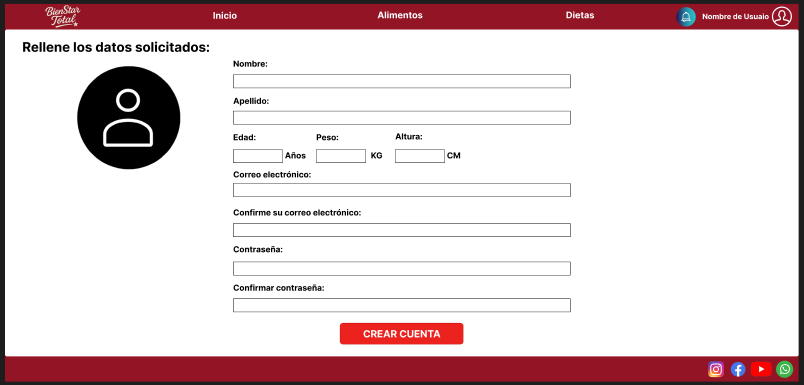 BienStar
Total
Inicio
Alimentos
Dietas
Nombre de Usuaio
Rellene los datos solicitados:
Nombre:
Apellido:
Edad: Peso: Altura:
Años KG CM
Correo electrónico:
Confirme su correo electrónico:
Contraseña:
Confirmar contraseña:
CREAR CUENTA